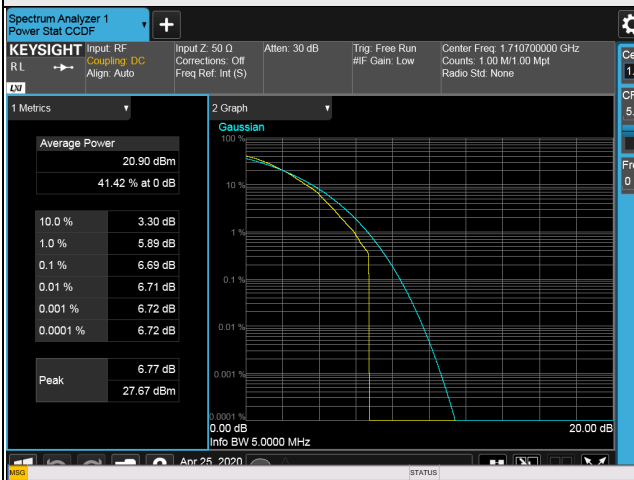 Spectrum Analyzer 1
Power Stat CCDF
KEYSIGHT
RL
LXI
Input: RF
Coupling: DC
Align: Auto
Input Z: 50 Ω
Corrections: Off
Freq Ref: Int (S)
Atten: 30 dB
Trig: Free Run
#IF Gain: Low
Center Freq: 1.710700000 GHz
Counts: 1.00 M/1.00 Mpt
Radio Std: None
1 Metrics
Average Power
20.90 dBm
41.42 % at 0 dB
10.0 % 3.30 dB
1.0 % 5.89 dB
0.1 % 6.69 dB
0.01 % 6.71 dB
0.001 % 6.72 dB
0.0001 % 6.72 dB
Peak
6.77 dB
27.67 dBm
2 Graph
Gaussian
100 %
10 %
1 %
0.1 %
0.01 %
0.001 %
0.0001 %
0.00 dB 20.00 dB
Info BW 5.0000 MHz
Apr 25, 2020
MSG STATUS